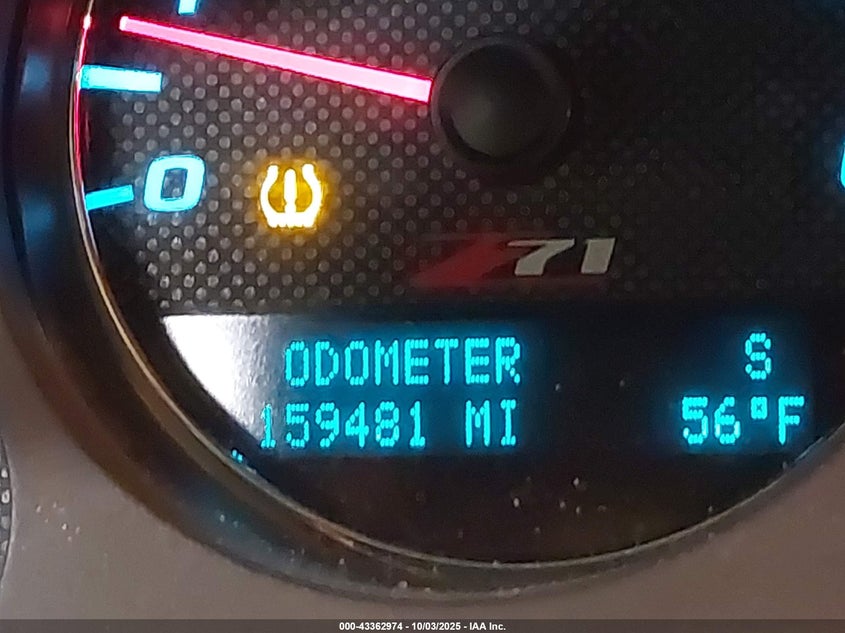 0
Z71
ODOMETER S
159481 MI 56°F
000-43362974 - 10/03/2025 - IAA Inc.